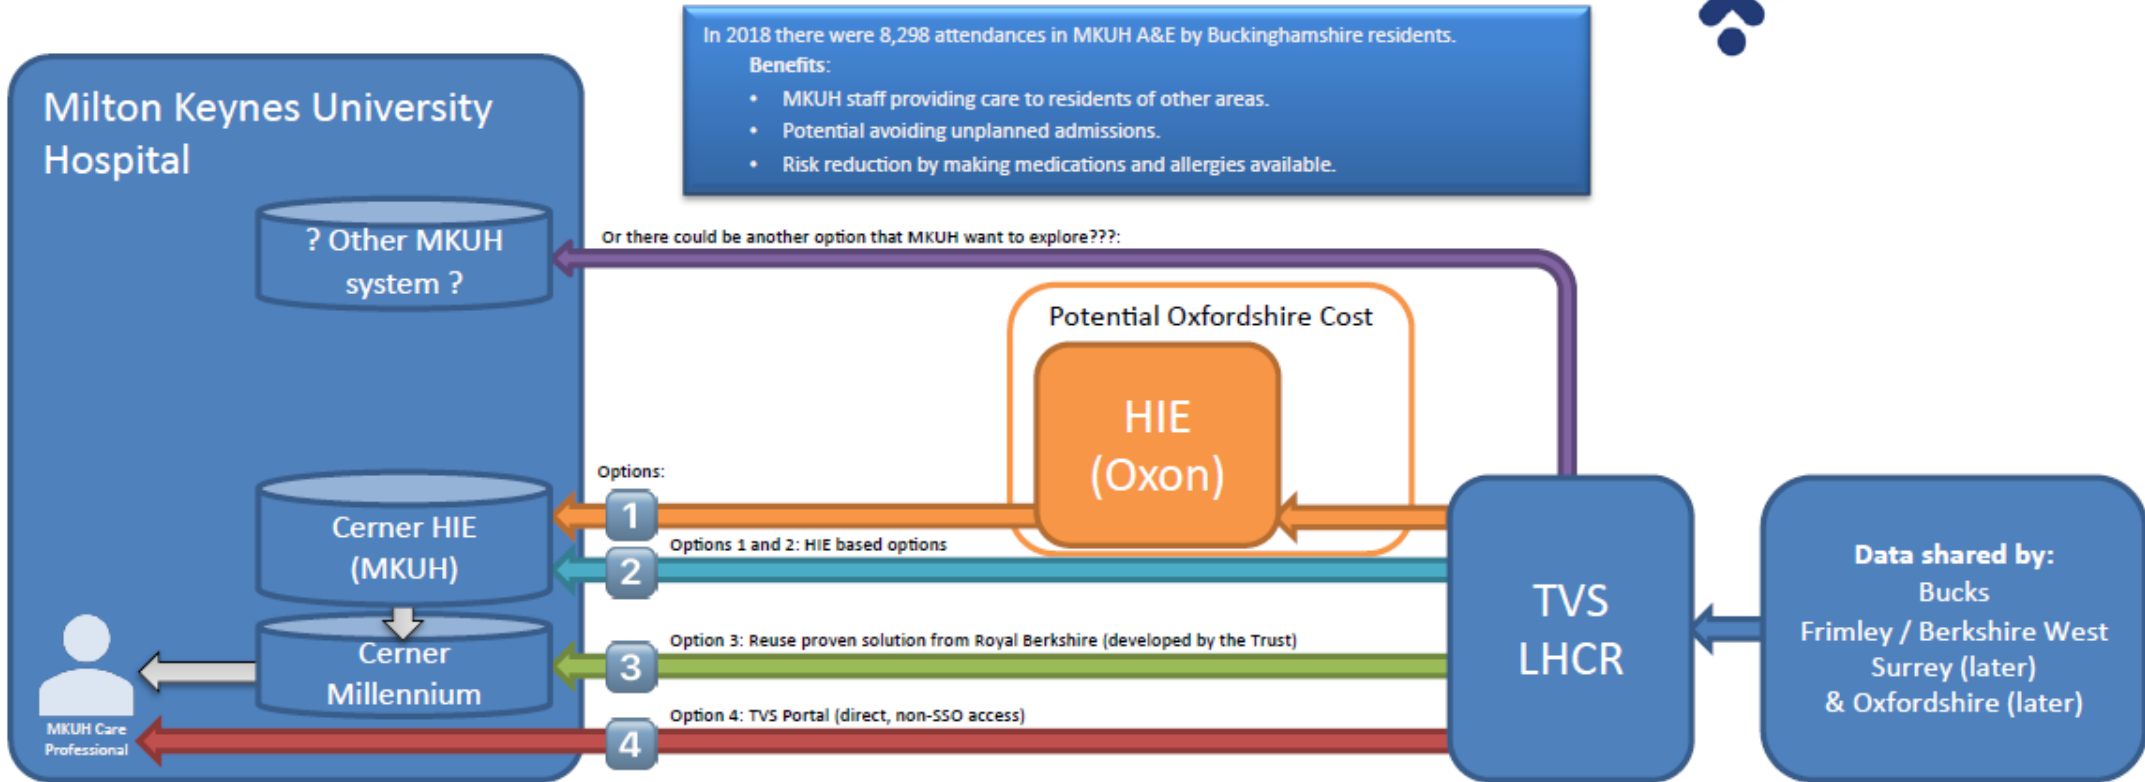 In 2018 there were 8,298 attendances in MKUH A&E by Buckinghamshire residents.
Benefits:
• MKUH staff providing care to residents of other areas.
• Potential avoiding unplanned admissions.
• Risk reduction by making medications and allergies available.
Milton Keynes University
Hospital
? Other MKUH
system ?
Or there could be another option that MKUH want to explore???:
Potential Oxfordshire Cost
HIE
(Oxon)
Options:
1
Cerner HIE
(MKUH)
Options 1 and 2: HIE based options
2
Option 3: Reuse proven solution from Royal Berkshire (developed by the Trust)
3
Cerner
Millennium
Option 4: TVS Portal (direct, non-SSO access)
4
MKUH Care
Professional
TVS
LHCR
Data shared by:
Bucks
Frimley / Berkshire West
Surrey (later)
& Oxfordshire (later)